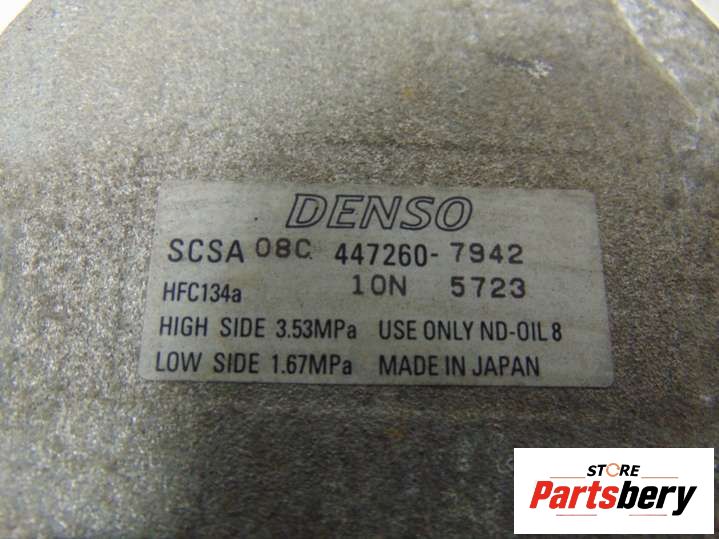 DENSO
SCSA 08C 447260-7942
HFC134a 10N 5723
HIGH SIDE 3.53MPa USE ONLY ND-OIL 8
LOW SIDE 1.67MPa MADE IN JAPAN
STORE
Partsbery